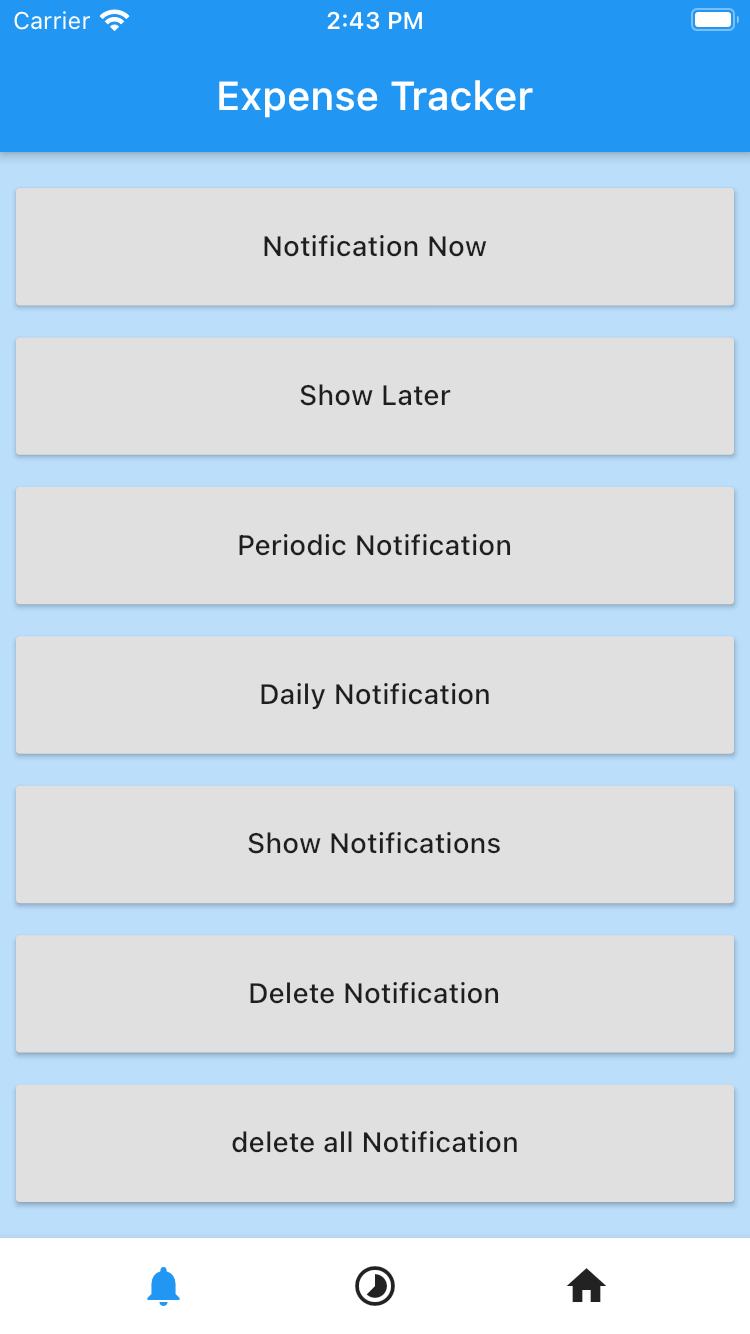 Carrier 2:43 PM
Expense Tracker
Notification Now
Show Later
Periodic Notification
Daily Notification
Show Notifications
Delete Notification
delete all Notification